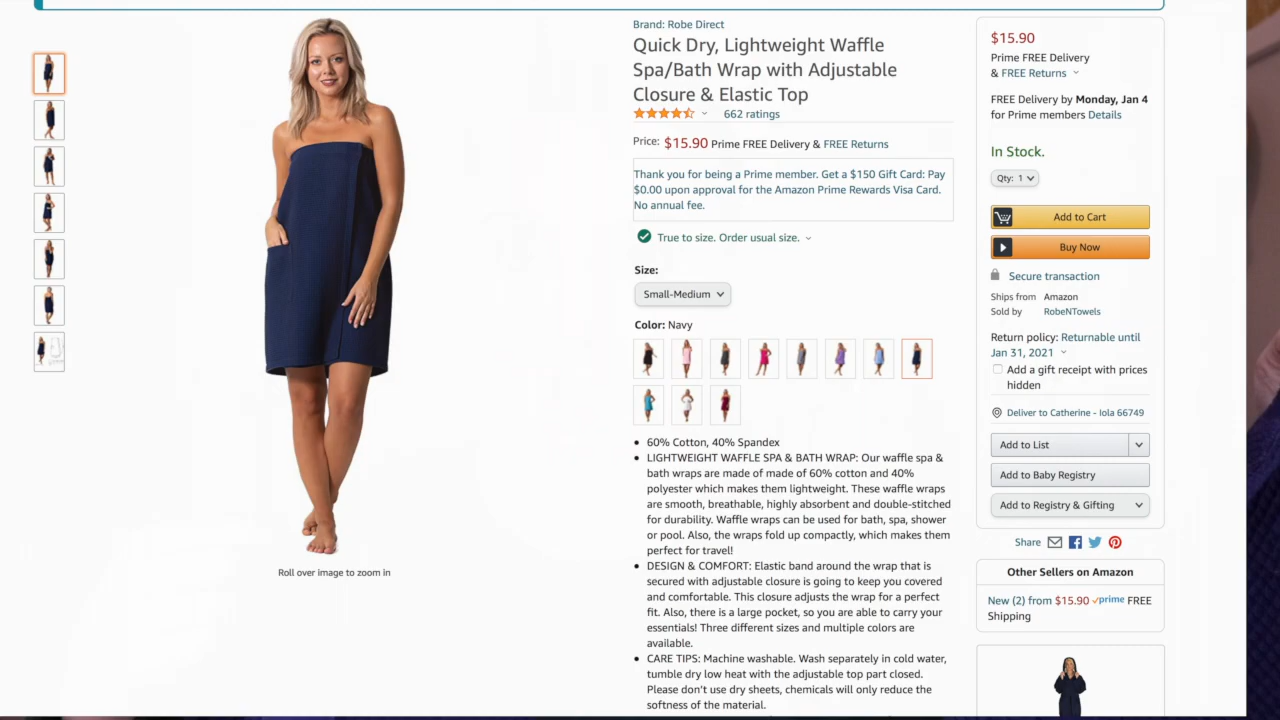 Roll over image to zoom in
Brand: Robe Direct
Quick Dry, Lightweight Waffle
Spa/Bath Wrap with Adjustable
Closure & Elastic Top
662 ratings
Price: $15.90 Prime FREE Delivery & FREE Returns
Thank you for being a Prime member. Get a $150 Gift Card: Pay
$0.00 upon approval for the Amazon Prime Rewards Visa Card.
No annual fee.
True to size. Order usual size.
Size:
Small-Medium
Color: Navy
60% Cotton, 40% Spandex
LIGHTWEIGHT WAFFLE SPA & BATH WRAP: Our waffle spa &
bath wraps are made of made of 60% cotton and 40%
polyester which makes them lightweight. These waffle wraps
are smooth, breathable, highly absorbent and double-stitched
for durability. Waffle wraps can be used for bath, spa, shower
or pool. Also, the wraps fold up compactly, which makes them
perfect for travel!
DESIGN & COMFORT: Elastic band around the wrap that is
secured with adjustable closure is going to keep you covered
and comfortable. This closure adjusts the wrap for a perfect
fit. Also, there is a large pocket, so you are able to carry your
essentials! Three different sizes and multiple colors are
available.
CARE TIPS: Machine washable. Wash separately in cold water,
tumble dry low heat with the adjustable top part closed.
Please don't use dry sheets, chemicals will only reduce the
softness of the material.
$15.90
Prime FREE Delivery
& FREE Returns
FREE Delivery by Monday, Jan 4
for Prime members Details
In Stock.
Qty: 1
Add to Cart
Buy Now
Secure transaction
Ships from Amazon
Sold by RobeNTowels
Return policy: Returnable until
Jan 31, 2021
Add a gift receipt with prices
hidden
Deliver to Catherine - Iola 66749
Add to List
Add to Baby Registry
Add to Registry & Gifting
Share
Other Sellers on Amazon
New (2) from $15.90 prime FREE
Shipping